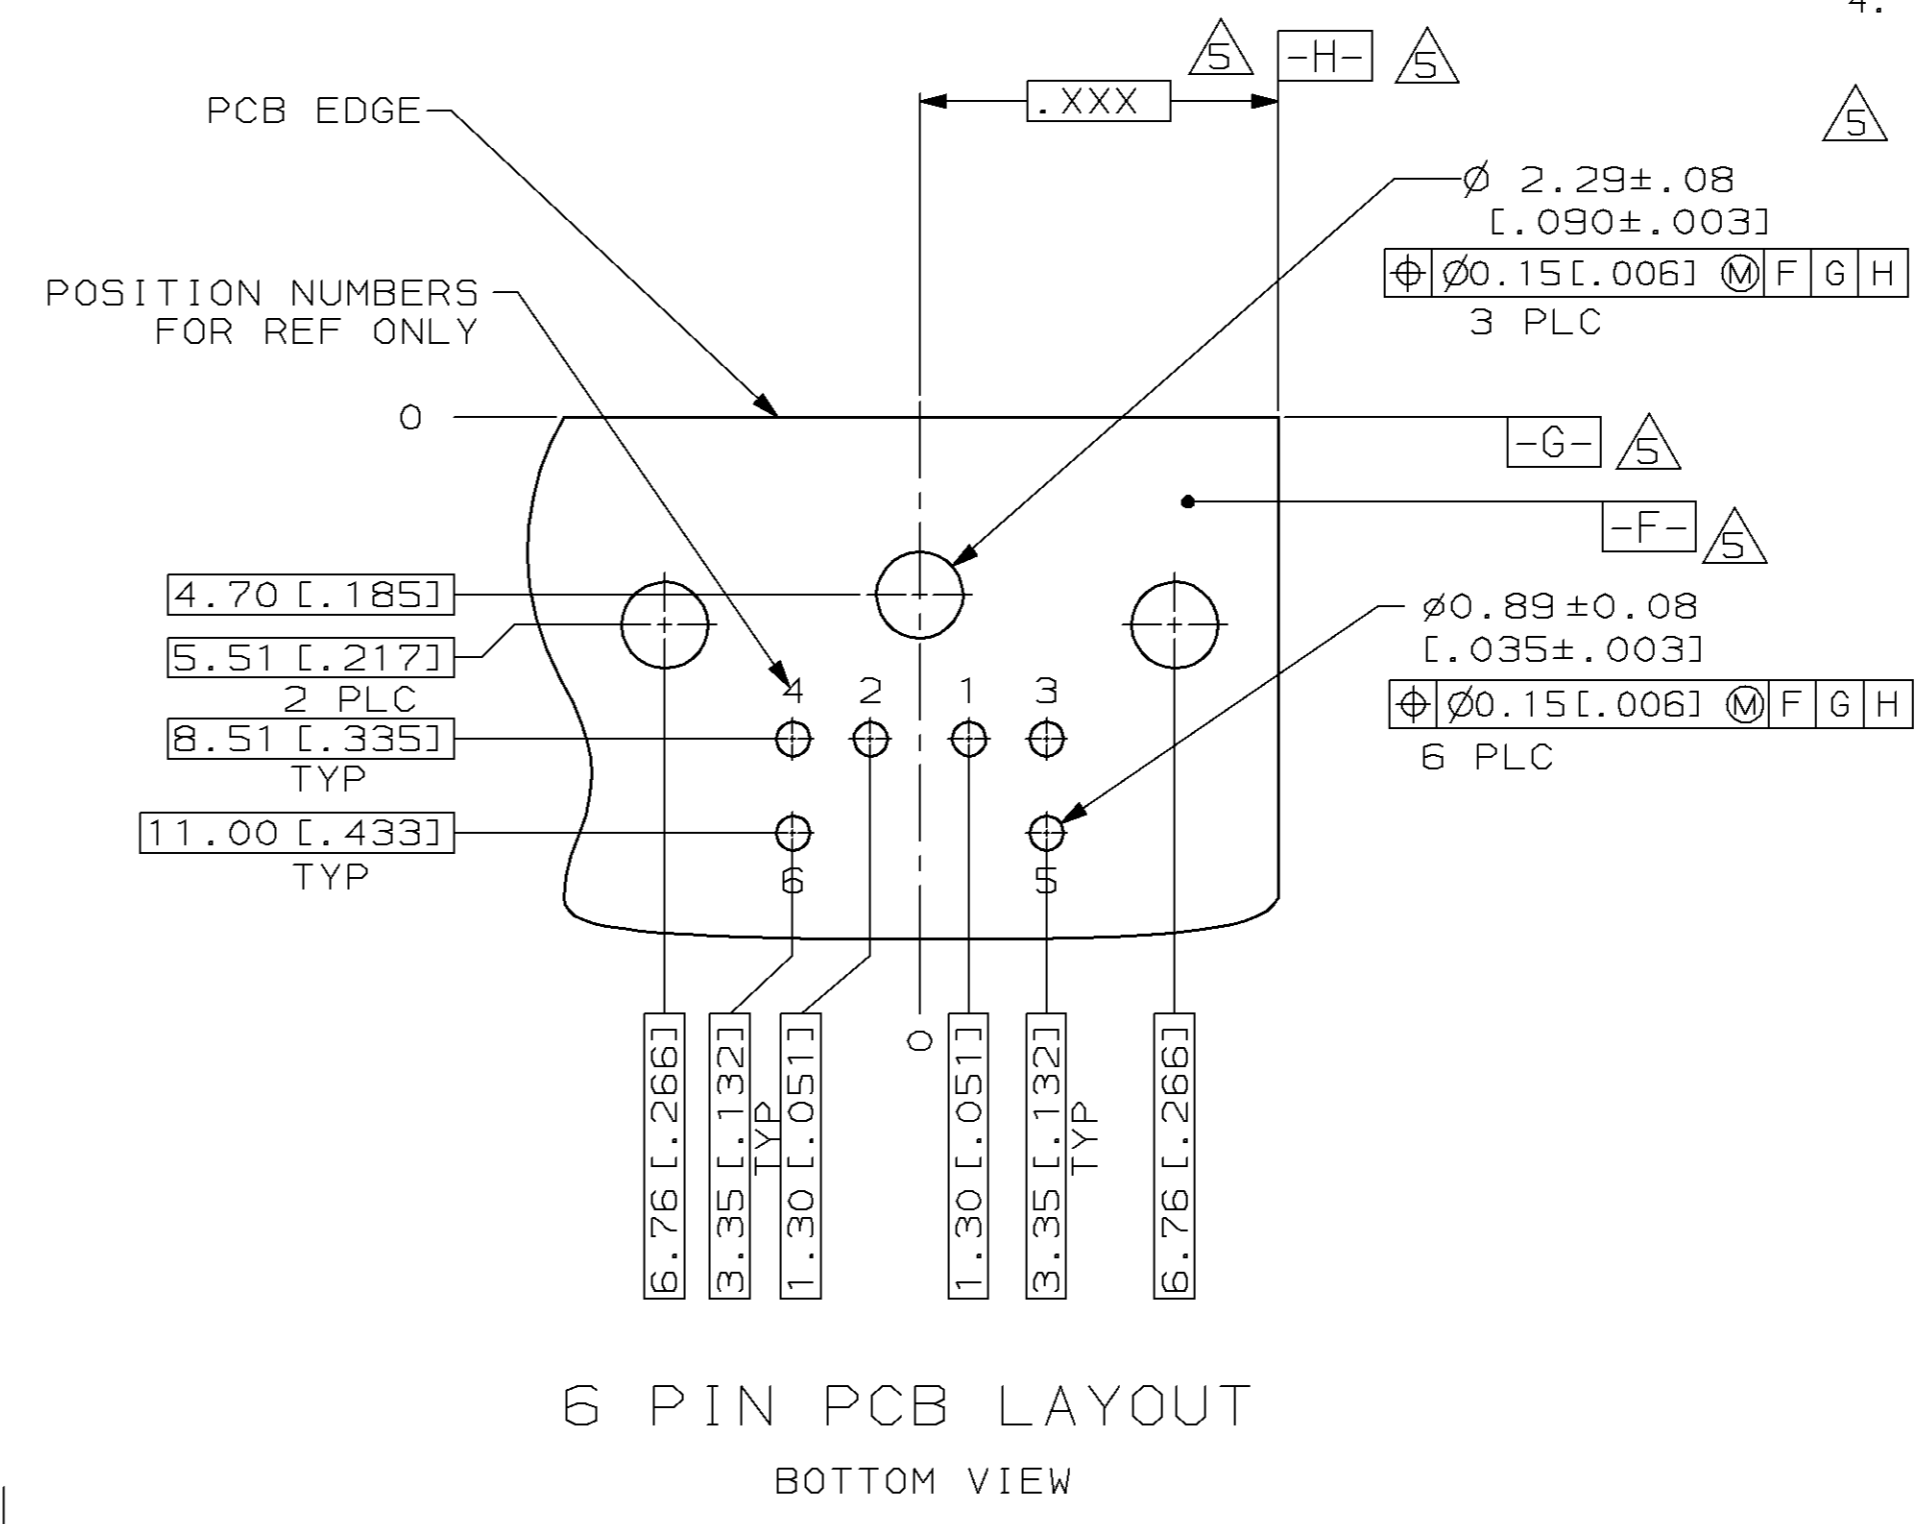 4.
5
-H-
5
.XXX
PCB EDGE
5
Ø 2.29±.08
[.090±.003]
⌖ Ø0.15[.006] Ⓜ F G H
3 PLC
POSITION NUMBERS
FOR REF ONLY
0
-G-
5
-F-
5
4.70 [.185]
5.51 [.217]
2 PLC
8.51 [.335]
TYP
11.00 [.433]
TYP
Ø0.89±0.08
[.035±.003]
⌖ Ø0.15[.006] Ⓜ F G H
6 PLC
4 2 1 3
6 5
6.76 [.266]
3.35 [.132]
TYP
1.30 [.051]
0
1.30 [.051]
3.35 [.132]
TYP
6.76 [.266]
6 PIN PCB LAYOUT
BOTTOM VIEW